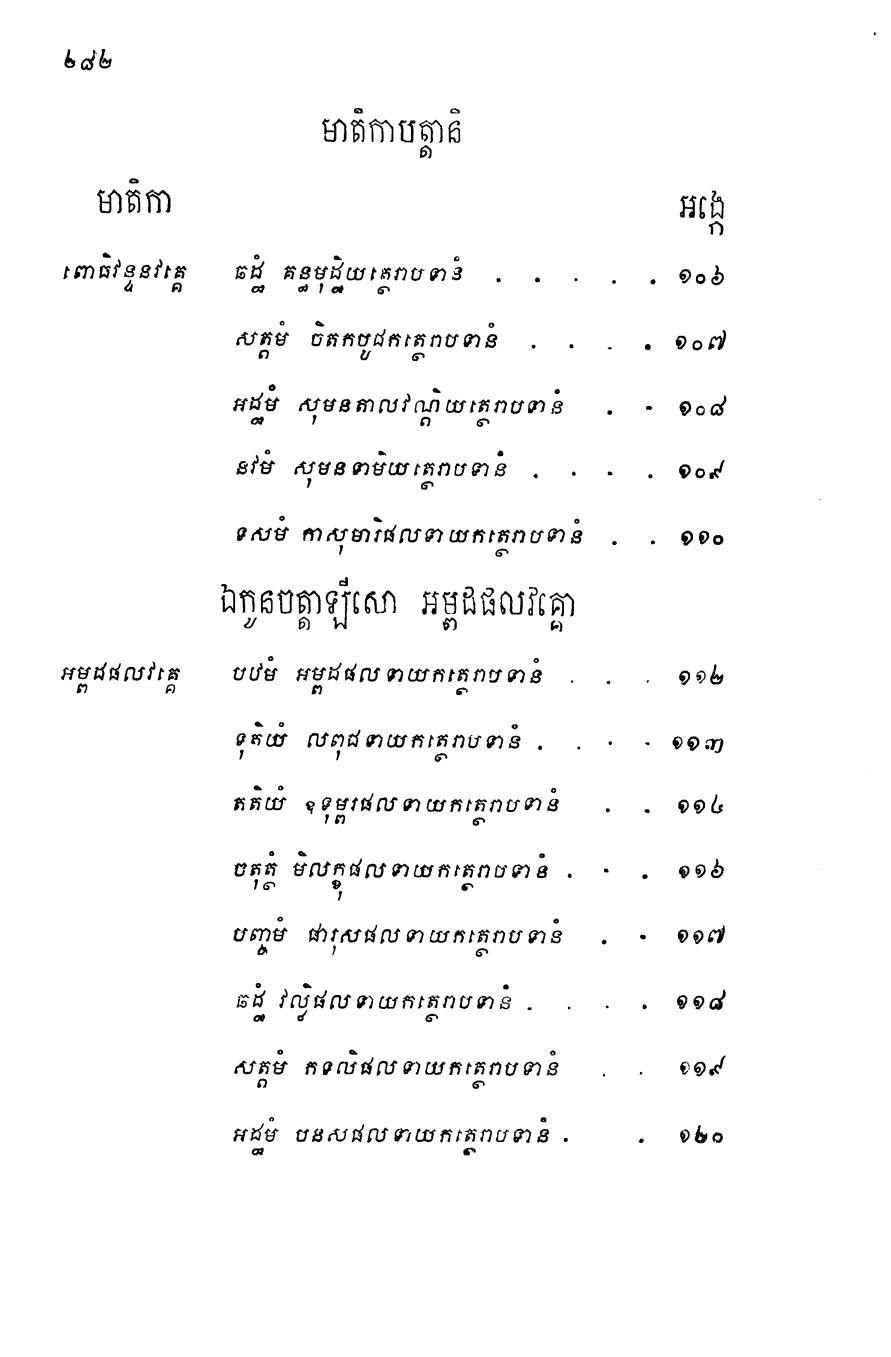 ២៨២
មាតិកាបត្តានិ
មាតិកា អង្កេ
ពោធិវន្ទនវគ្គេ ឆដ្ឋំ គន្ធមុដ្ឋិយត្ថេរាបទានំ . . . . . ១០៦
សត្តមំ ចិតកបូជកត្ថេរាបទានំ . . . . ១០៧
អដ្ឋមំ សុមនតាលវណ្ដិយត្ថេរាបទានំ . . ១០៨
នវមំ សុមនទាមិយត្ថេរាបទានំ . . . . ១០៩
ទសមំ កាសុមារិផលទាយកត្ថេរាបទានំ . . ១១០
ឯកូនបត្តាឡីសោ អម្ពដផលវគ្គោ
អម្ពដផលវគ្គេ បឋមំ អម្ពដផលទាយកត្ថេរាបទានំ . . . ១១២
ទុតិយំ លពុជទាយកត្ថេរាបទានំ . . . . ១១៣
តតិយំ ឧទុម្ពរផលទាយកត្ថេរាបទានំ . . ១១៤
ចតុត្ថំ មិលក្ខុផលទាយកត្ថេរាបទានំ . . . ១១៦
បញ្ចមំ ផារុសផលទាយកត្ថេរាបទានំ . . ១១៧
ឆដ្ឋំ វល្លិផលទាយកត្ថេរាបទានំ . . . . ១១៨
សត្តមំ កទលិផលទាយកត្ថេរាបទានំ . . ១១៩
អដ្ឋមំ បនសផលទាយកត្ថេរាបទានំ . . ១២០